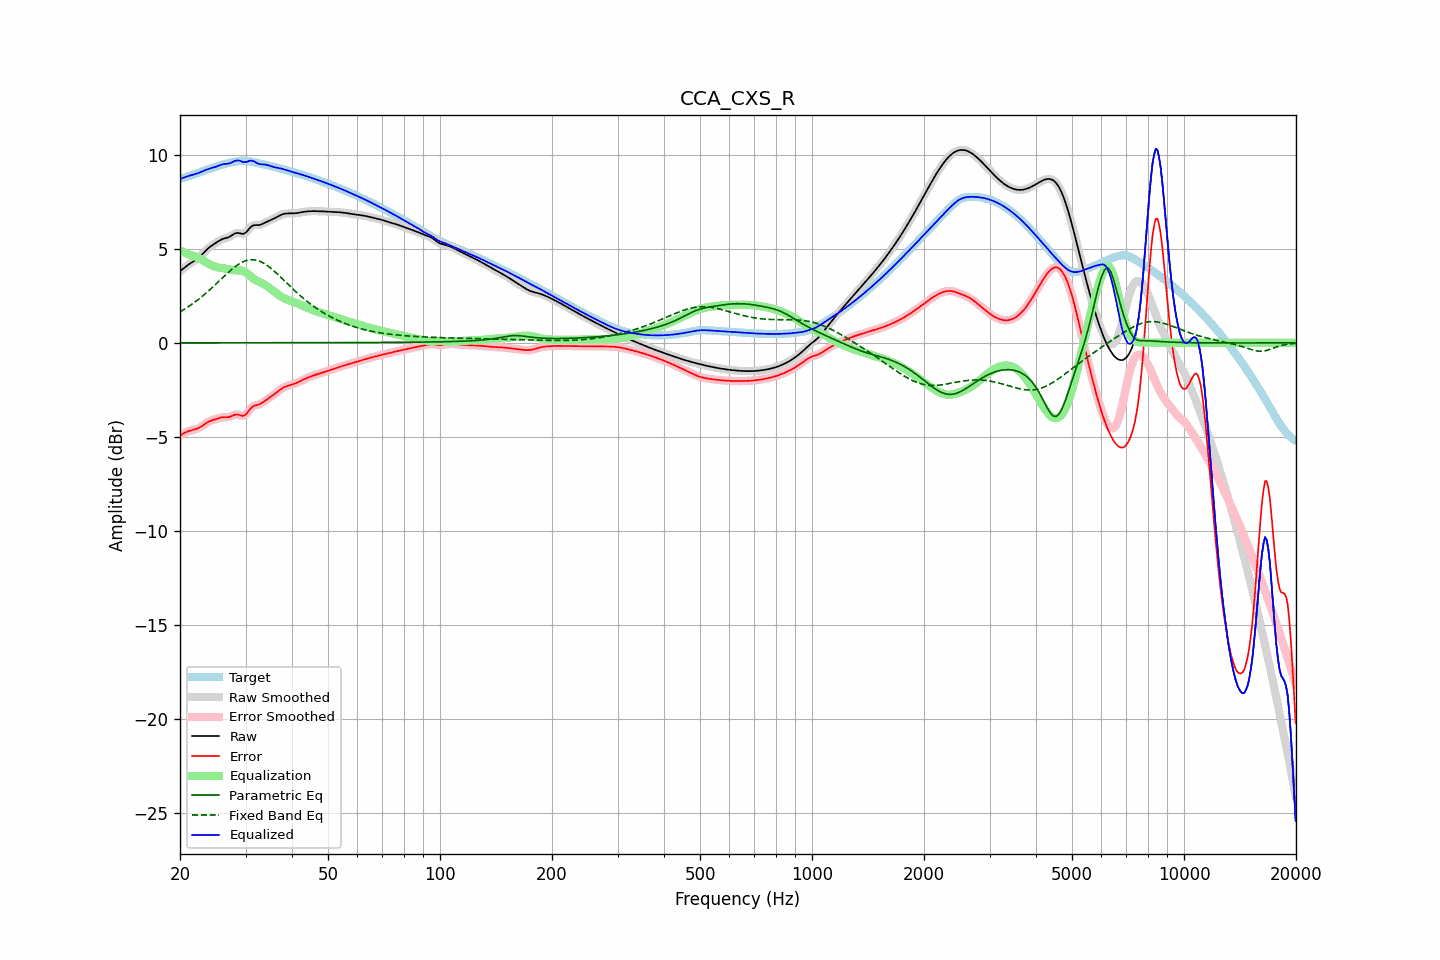 CCA_CXS_R
10
5
0
−5
−10
−15
−20
−25
Amplitude (dBr)
Target
Raw Smoothed
Error Smoothed
Raw
Error
Equalization
Parametric Eq
Fixed Band Eq
Equalized
20 50 100 200 500 1000 2000 5000 10000 20000
Frequency (Hz)